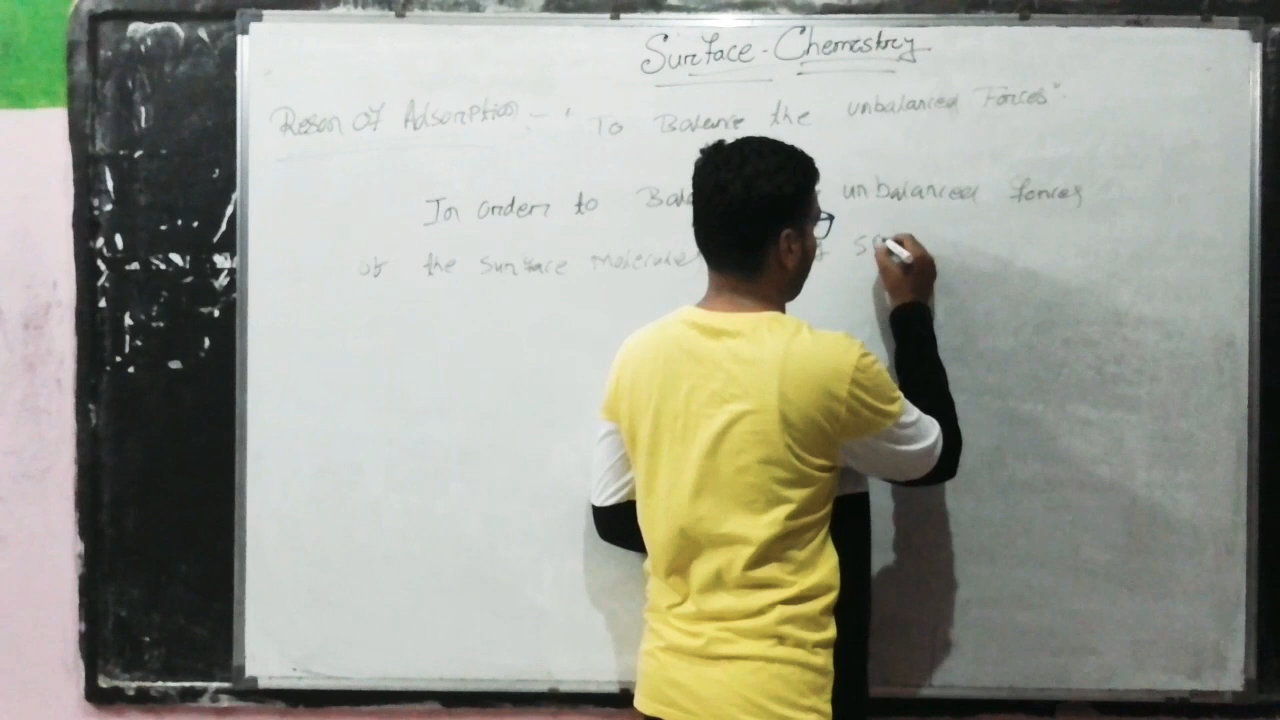 Surface - Chemistry
Reson Of Adsorption :- " To Balance the unbalanced Forces".
In order to unbalanced forces
of the Surface Molecule